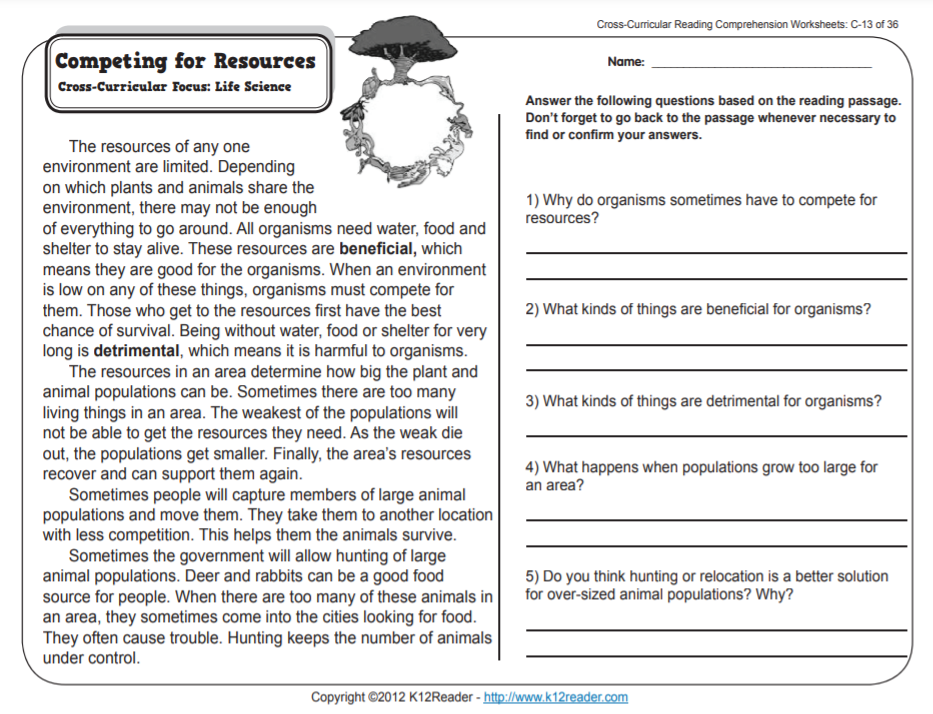 Cross-Curricular Reading Comprehension Worksheets: C-13 of 36
Competing for Resources
Cross-Curricular Focus: Life Science
The resources of any one
environment are limited. Depending
on which plants and animals share the
environment, there may not be enough
of everything to go around. All organisms need water, food and
shelter to stay alive. These resources are beneficial, which
means they are good for the organisms. When an environment
is low on any of these things, organisms must compete for
them. Those who get to the resources first have the best
chance of survival. Being without water, food or shelter for very
long is detrimental, which means it is harmful to organisms.
The resources in an area determine how big the plant and
animal populations can be. Sometimes there are too many
living things in an area. The weakest of the populations will
not be able to get the resources they need. As the weak die
out, the populations get smaller. Finally, the area's resources
recover and can support them again.
Sometimes people will capture members of large animal
populations and move them. They take them to another location
with less competition. This helps them the animals survive.
Sometimes the government will allow hunting of large
animal populations. Deer and rabbits can be a good food
source for people. When there are too many of these animals in
an area, they sometimes come into the cities looking for food.
They often cause trouble. Hunting keeps the number of animals
under control.
Name: ________________________________
Answer the following questions based on the reading passage.
Don't forget to go back to the passage whenever necessary to
find or confirm your answers.
1) Why do organisms sometimes have to compete for
resources?
2) What kinds of things are beneficial for organisms?
3) What kinds of things are detrimental for organisms?
4) What happens when populations grow too large for
an area?
5) Do you think hunting or relocation is a better solution
for over-sized animal populations? Why?
Copyright ©2012 K12Reader - http://www.k12reader.com